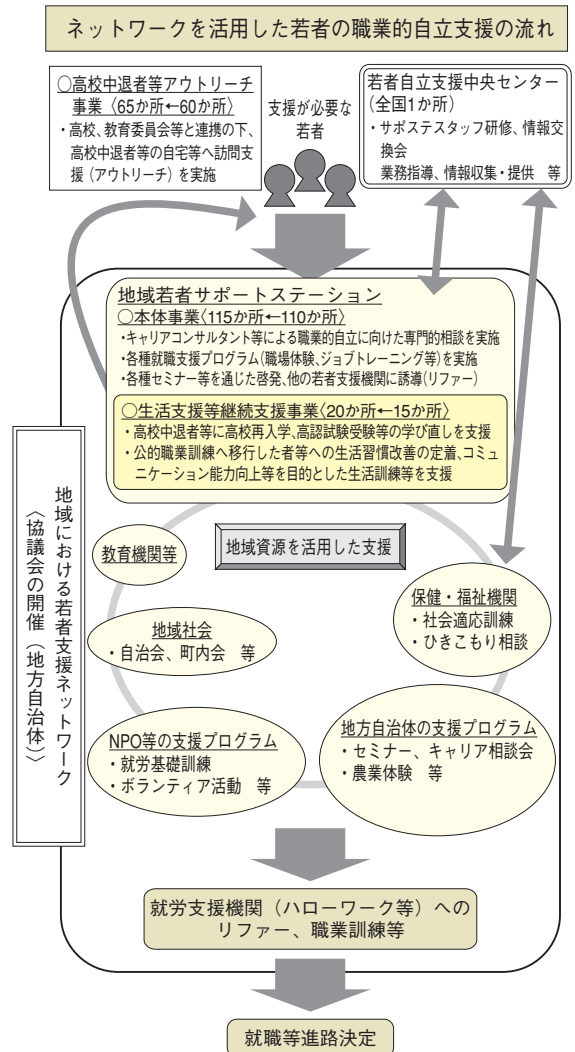 ネットワークを活用した若者の職業的自立支援の流れ
○高校中退者等アウトリーチ
事業〈65か所←60か所〉
・高校、教育委員会等と連携の下、
高校中退者等の自宅等へ訪問支
援（アウトリーチ）を実施
支援が必要な
若者
若者自立支援中央センター
（全国1か所）
・サポステスタッフ研修、情報交
換会
業務指導、情報収集・提供　等
地域若者サポートステーション
○本体事業〈115か所←110か所〉
・キャリアコンサルタント等による職業的自立に向けた専門的相談を実施
・各種就職支援プログラム（職場体験、ジョブトレーニング等）を実施
・各種セミナー等を通じた啓発、他の若者支援機関に誘導（リファー）
○生活支援等継続支援事業〈20か所←15か所〉
・高校中退者等に高校再入学、高認試験受験等の学び直しを支援
・公的職業訓練へ移行した者等への生活習慣改善の定着、コミュ
ニケーション能力向上等を目的とした生活訓練等を支援
地域における若者支援ネットワーク
〈協議会の開催（地方自治体）〉
地域資源を活用した支援
教育機関等
地域社会
・自治会、町内会　等
NPO等の支援プログラム
・就労基礎訓練
・ボランティア活動　等
保健・福祉機関
・社会適応訓練
・ひきこもり相談
地方自治体の支援プログラム
・セミナー、キャリア相談会
・農業体験　等
就労支援機関（ハローワーク等）への
リファー、職業訓練等
就職等進路決定